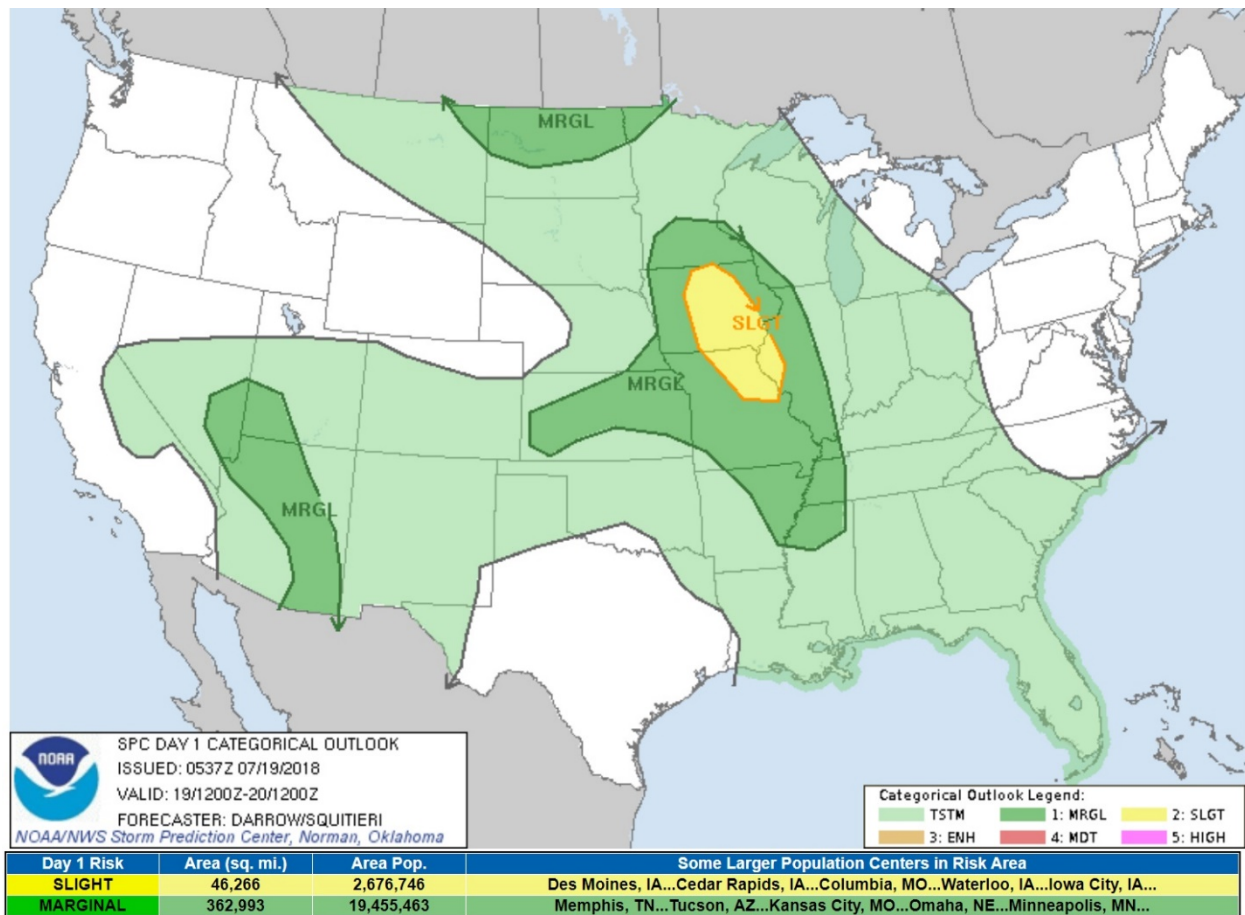 MRGL
SLGT
MRGL
MRGL
NOAA
SPC DAY 1 CATEGORICAL OUTLOOK
ISSUED: 0537Z 07/19/2018
VALID: 19/1200Z-20/1200Z
FORECASTER: DARROW/SQUITIERI
NOAA/NWS Storm Prediction Center, Norman, Oklahoma
Categorical Outlook Legend:
TSTM 1: MRGL 2: SLGT
3: ENH 4: MDT 5: HIGH
Day 1 Risk Area (sq. mi.) Area Pop. Some Larger Population Centers in Risk Area
SLIGHT 46,266 2,676,746 Des Moines, IA...Cedar Rapids, IA...Columbia, MO...Waterloo, IA...Iowa City, IA...
MARGINAL 362,993 19,455,463 Memphis, TN...Tucson, AZ...Kansas City, MO...Omaha, NE...Minneapolis, MN...